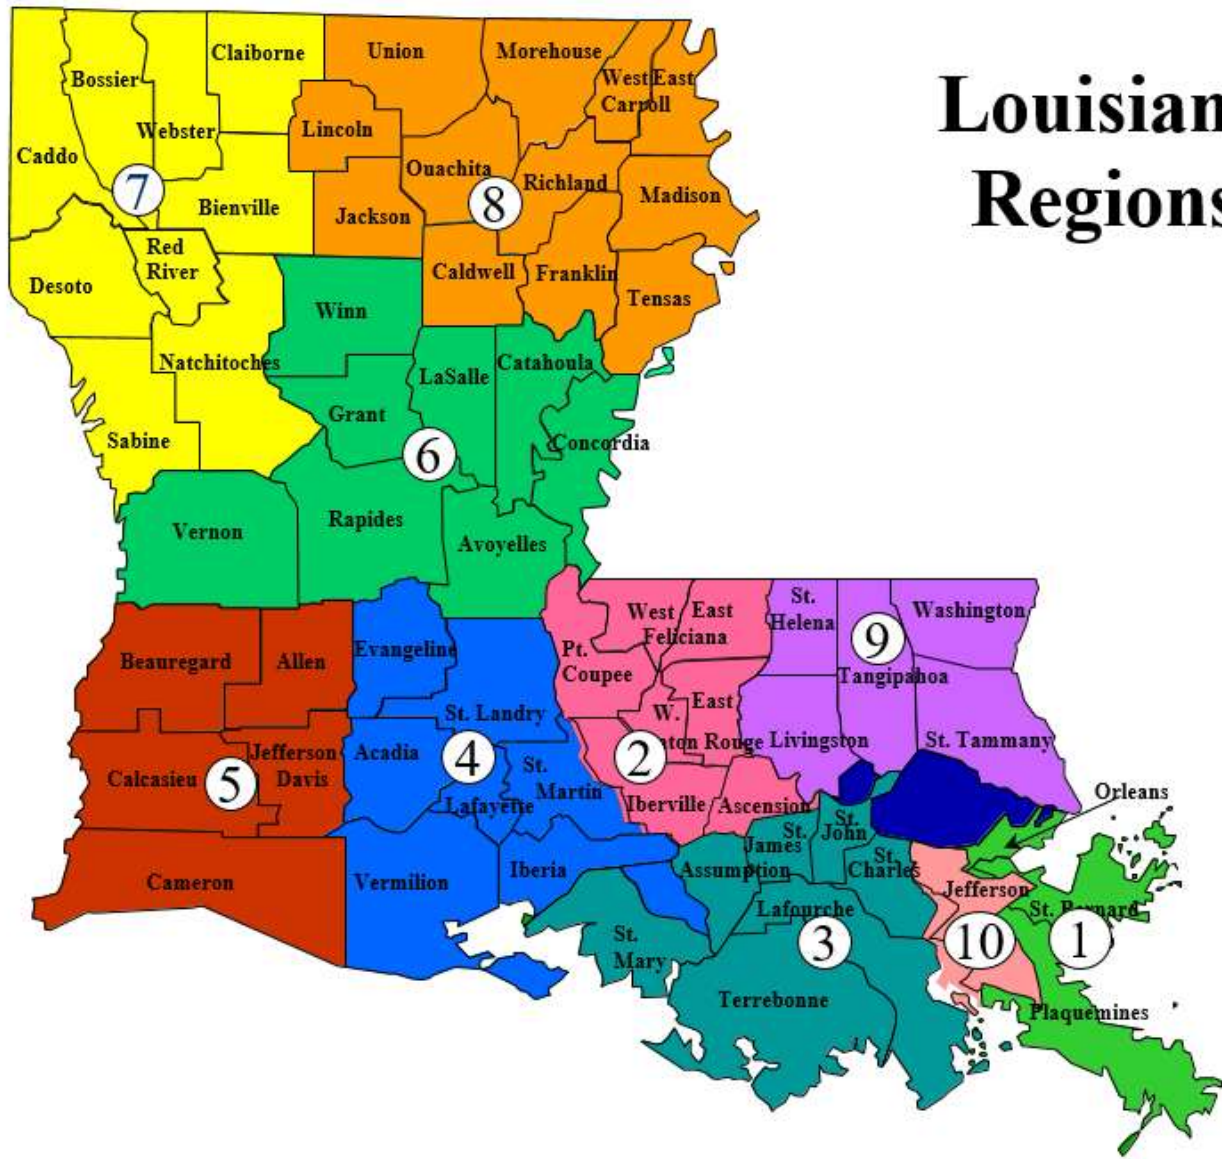 Louisian
Regions
Claiborne
Union
Morehouse
Bossier
West East
Carroll
Webster
Lincoln
Caddo
Ouachita
Richland
7
8
Madison
Bienville
Jackson
Red
River
Desoto
Caldwell
Franklin
Tensas
Winn
Natchitoches
LaSalle
Catahoula
Grant
Sabine
Concordia
6
Vernon
Rapides
Avoyelles
West
Feliciana
East
St.
Helena
Washington
9
Evangeline
Pt.
Coupee
Beauregard
Allen
Tangipahoa
East
W.
aton Rouge
St. Landry
Livingston
St. Tammany
Jefferson
Davis
Acadia
4
2
Calcasieu
5
St.
Martin
Orleans
Lafayette
Iberville
Ascension
St.
John
St.
James
St.
Charles
Assumption
Iberia
Cameron
Vermilion
Jefferson
Lafourche
St. Bernard
St.
Mary
3
10
1
Terrebonne
Plaquemines